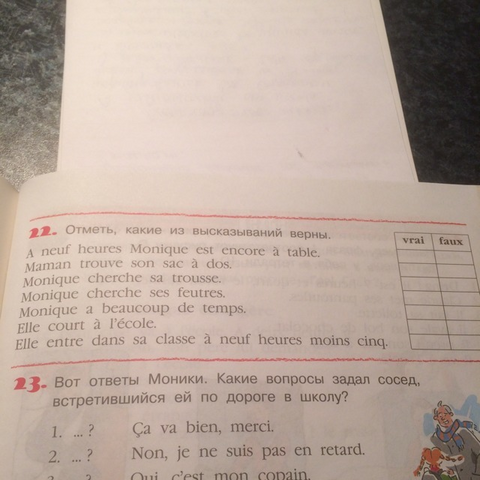 22. Отметь, какие из высказываний верны.
vrai faux
A neuf heures Monique est encore à table.
Maman trouve son sac à dos.
Monique cherche sa trousse.
Monique cherche ses feutres.
Monique a beaucoup de temps.
Elle court à l'école.
Elle entre dans sa classe à neuf heures moins cinq.
23. Вот ответы Моники. Какие вопросы задал сосед,
встретившийся ей по дороге в школу?
1. ... ? Ça va bien, merci.
2. ... ? Non, je ne suis pas en retard.
Oui, c'est mon copain.